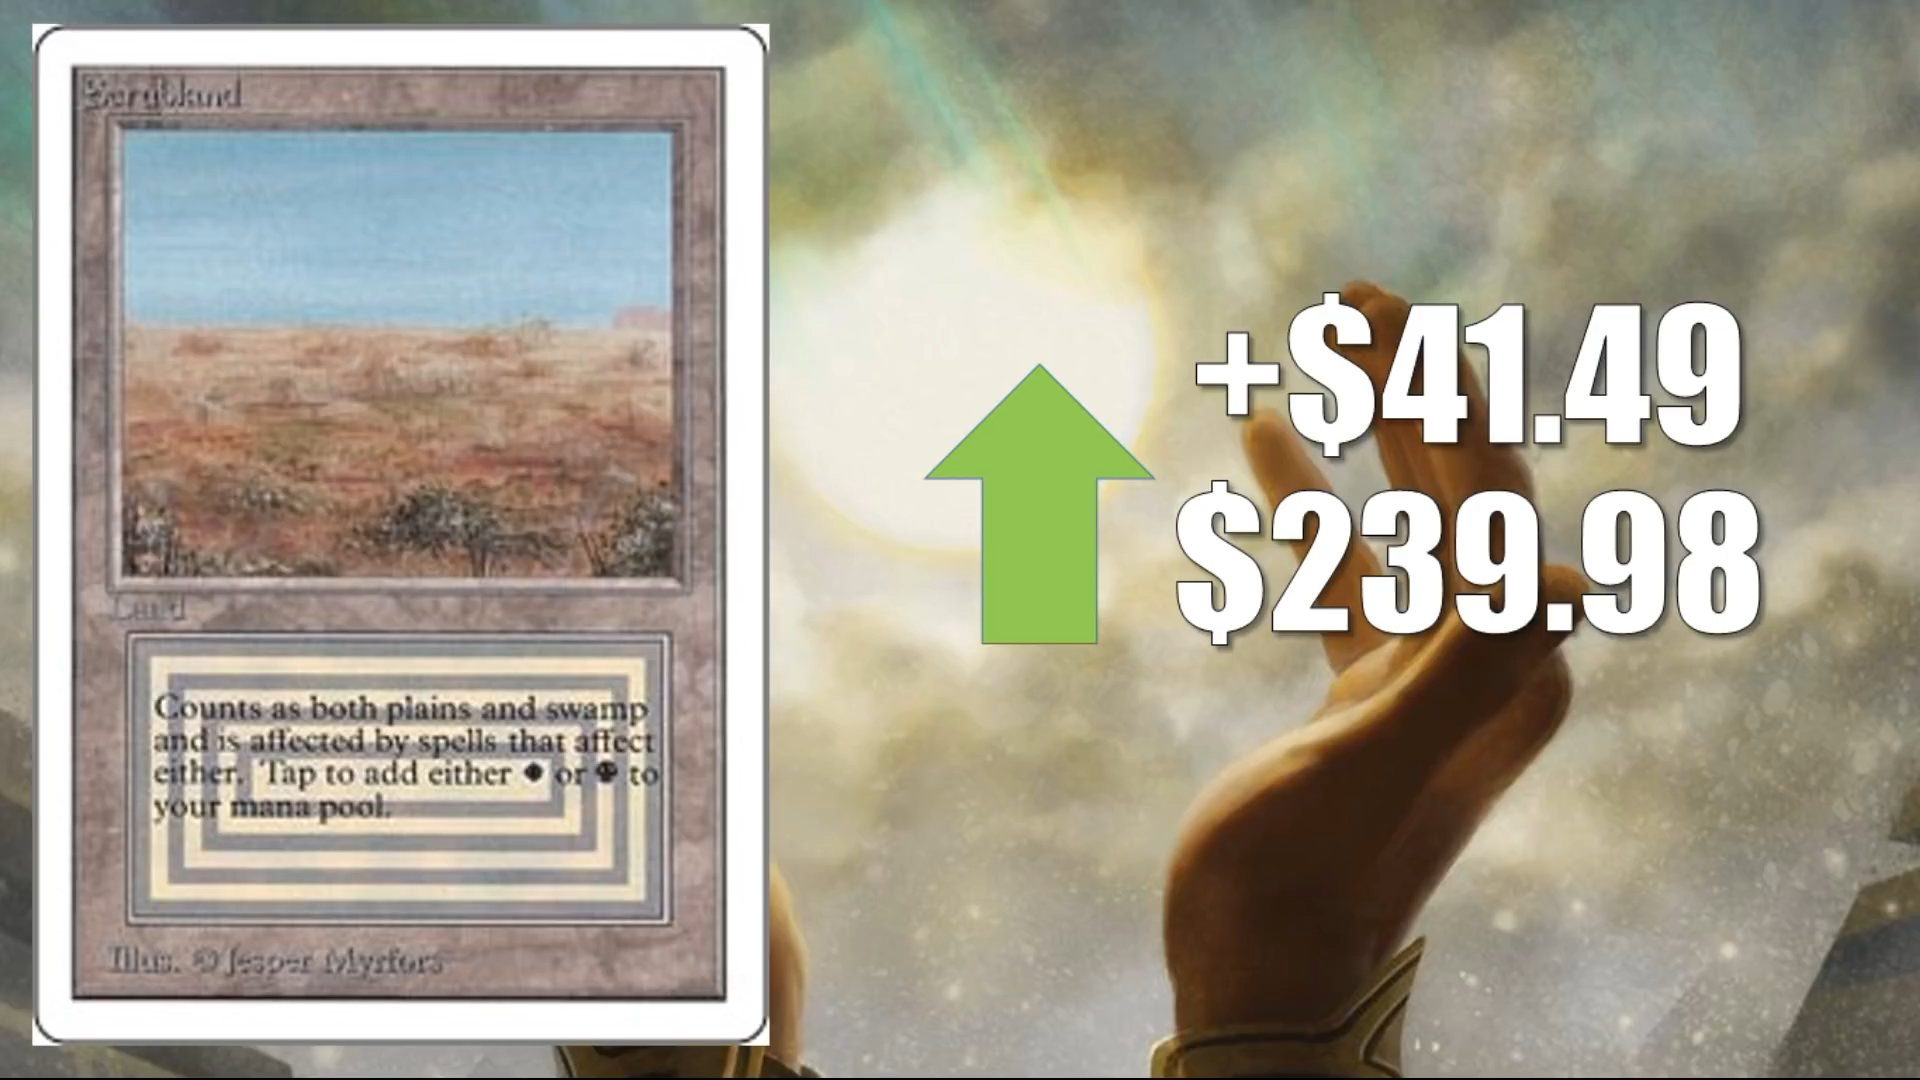 Scrubland
Land
Counts as both plains and swamp
and is affected by spells that affect
either. Tap to add either or to
your mana pool.
Illus. © Jesper Myrfors
+$41.49
$239.98